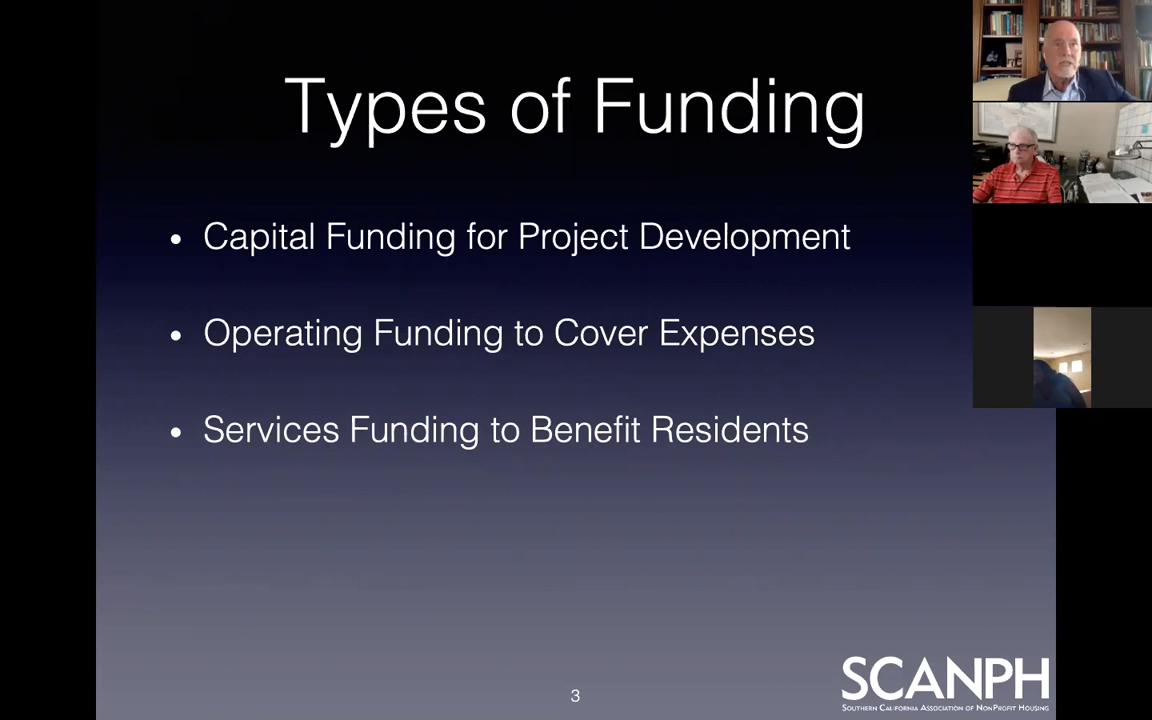 Types of Funding
• Capital Funding for Project Development
• Operating Funding to Cover Expenses
• Services Funding to Benefit Residents
3
SCANPH
SOUTHERN CALIFORNIA ASSOCIATION OF NONPROFIT HOUSING